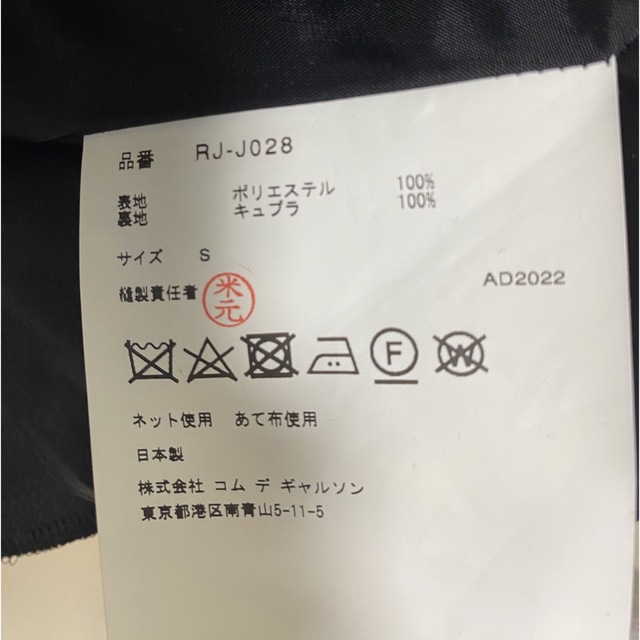 品番 RJ-J028
表地 ポリエステル 100%
裏地 キュプラ 100%
サイズ S
縫製責任者 米元
AD2022
F W
ネット使用 あて布使用
日本製
株式会社 コム デ ギャルソン
東京都港区南青山5-11-5